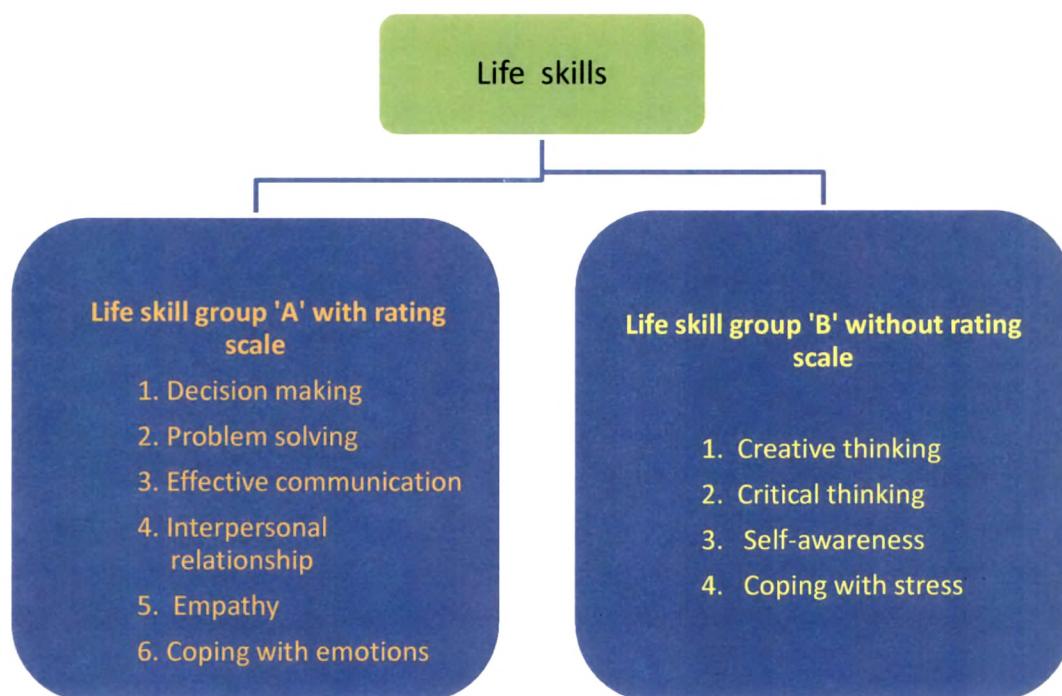 Life skills
Life skill group 'A' with rating
scale
1. Decision making
2. Problem solving
3. Effective communication
4. Interpersonal
relationship
5. Empathy
6. Coping with emotions
Life skill group 'B' without rating
scale
1. Creative thinking
2. Critical thinking
3. Self-awareness
4. Coping with stress